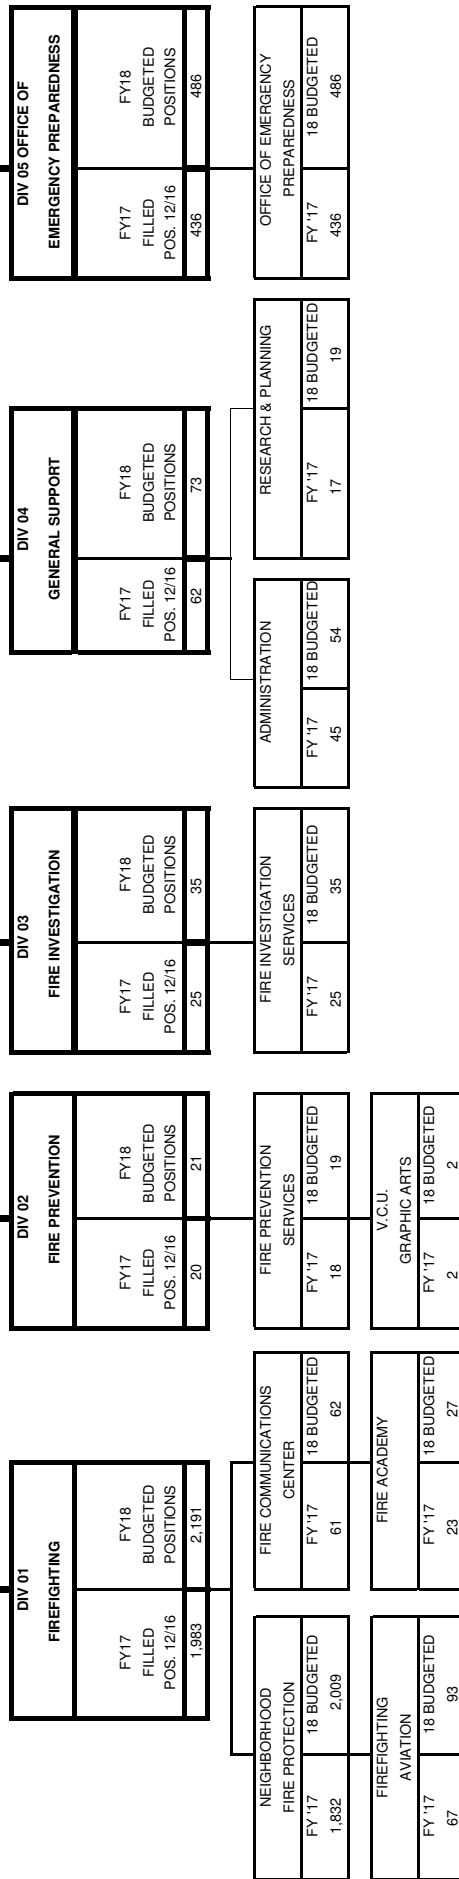 DIV 01
FIREFIGHTING
FY17
FILLED
POS. 12/16
1,983
FY18
BUDGETED
POSITIONS
2,191
NEIGHBORHOOD
FIRE PROTECTION
FY '17 18 BUDGETED
1,832 2,009
FIRE COMMUNICATIONS
CENTER
FY '17 18 BUDGETED
61 62
FIREFIGHTING
AVIATION
FY '17 18 BUDGETED
67 93
FIRE ACADEMY
FY '17 18 BUDGETED
23 27
DIV 02
FIRE PREVENTION
FY17
FILLED
POS. 12/16
20
FY18
BUDGETED
POSITIONS
21
FIRE PREVENTION
SERVICES
FY '17 18 BUDGETED
18 19
V.C.U.
GRAPHIC ARTS
FY '17 18 BUDGETED
2 2
DIV 03
FIRE INVESTIGATION
FY17
FILLED
POS. 12/16
25
FY18
BUDGETED
POSITIONS
35
FIRE INVESTIGATION
SERVICES
FY '17 18 BUDGETED
25 35
DIV 04
GENERAL SUPPORT
FY17
FILLED
POS. 12/16
62
FY18
BUDGETED
POSITIONS
73
ADMINISTRATION
FY '17 18 BUDGETED
45 54
RESEARCH & PLANNING
FY '17 18 BUDGETED
17 19
DIV 05 OFFICE OF
EMERGENCY PREPAREDNESS
FY17
FILLED
POS. 12/16
436
FY18
BUDGETED
POSITIONS
486
OFFICE OF EMERGENCY
PREPAREDNESS
FY '17 18 BUDGETED
436 486